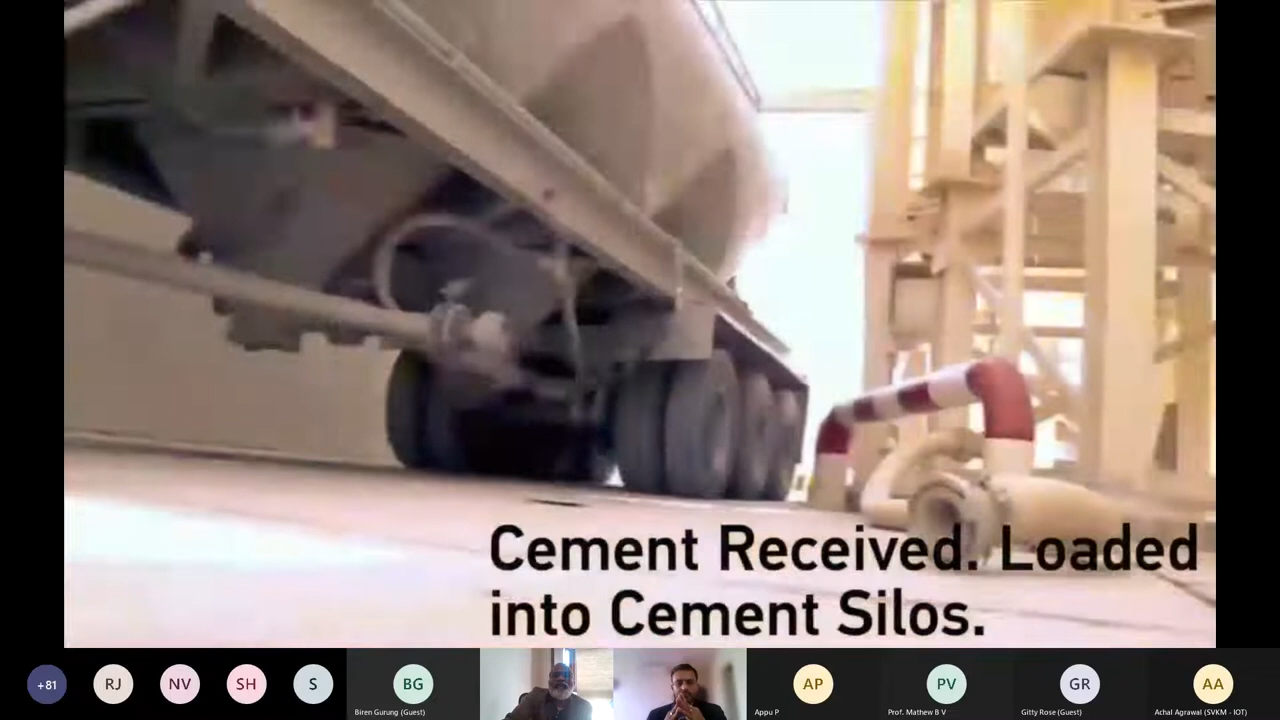 Cement Received. Loaded
into Cement Silos.
+81
RJ
NV
SH
S
BG
Biren Gurung (Guest)
AP
Appu P
PV
Prof. Mathew B V
GR
Gitty Rose (Guest)
AA
Achal Agrawal (SVKM - IOT)